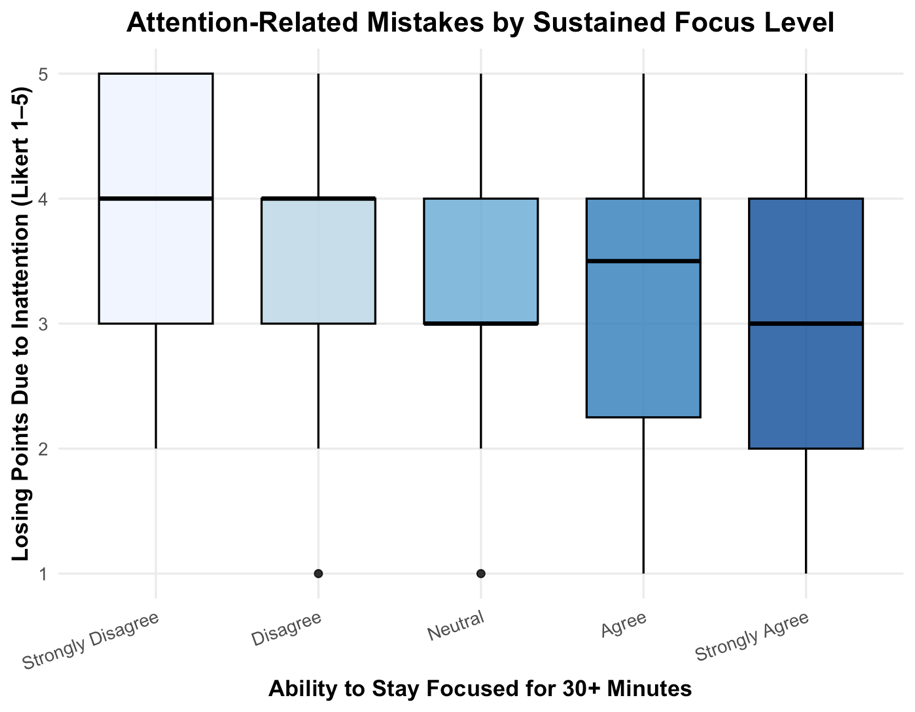 Attention-Related Mistakes by Sustained Focus Level
Losing Points Due to Inattention (Likert 1–5)
5
4
3
2
1
Strongly Disagree
Disagree
Neutral
Agree
Strongly Agree
Ability to Stay Focused for 30+ Minutes